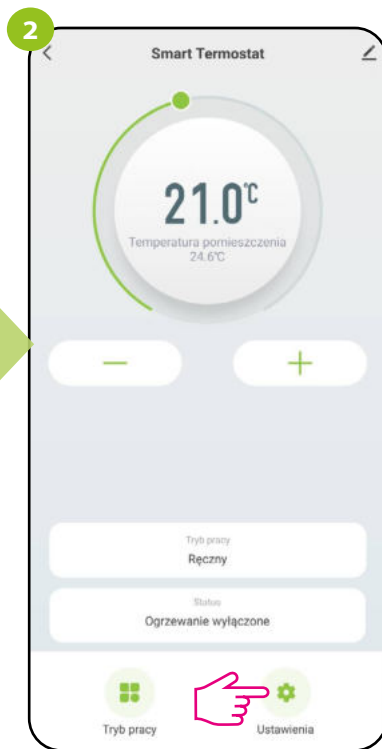 2
Smart Termostat
21.0°C
Temperatura pomieszczenia
24.6°C
Tryb pracy
Ręczny
Status
Ogrzewanie wyłączone
Tryb pracy
Ustawienia